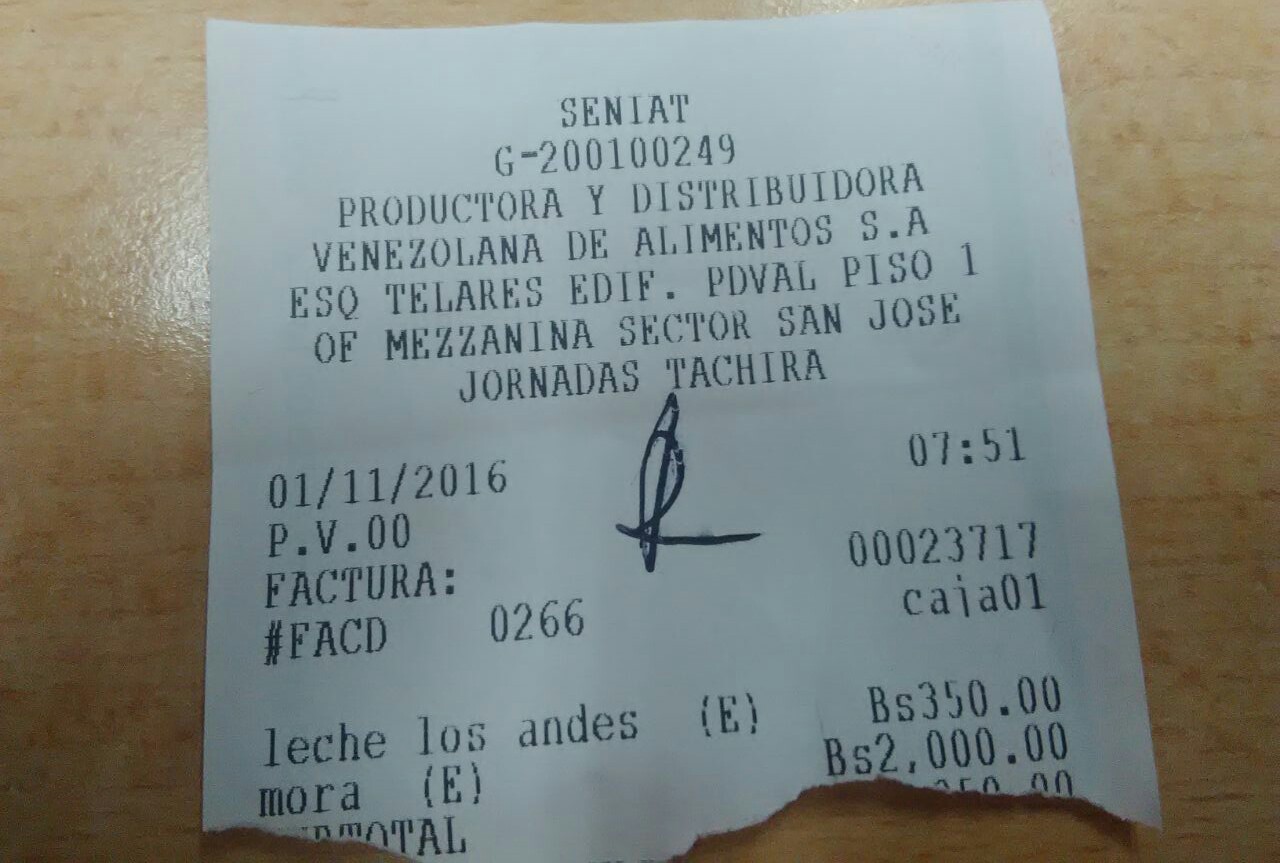 SENIAT
G-200100249
PRODUCTORA Y DISTRIBUIDORA
VENEZOLANA DE ALIMENTOS S.A
ESQ TELARES EDIF. PDVAL PISO 1
OF MEZZANINA SECTOR SAN JOSE
JORNADAS TACHIRA
01/11/2016 07:51
P.V.00
FACTURA: 00023717
#FACD 0266 caja01
leche los andes (E) Bs350.00
mora (E) Bs2,000.00
SUBTOTAL